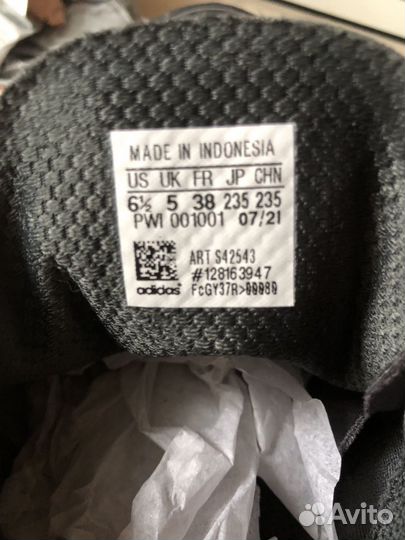 MADE IN INDONESIA
US UK FR JP CHN
6½ 5 38 235 235
PWI 001001 07/21
ART S42543
#128163947
adidas FcGY37R>00080
Avito